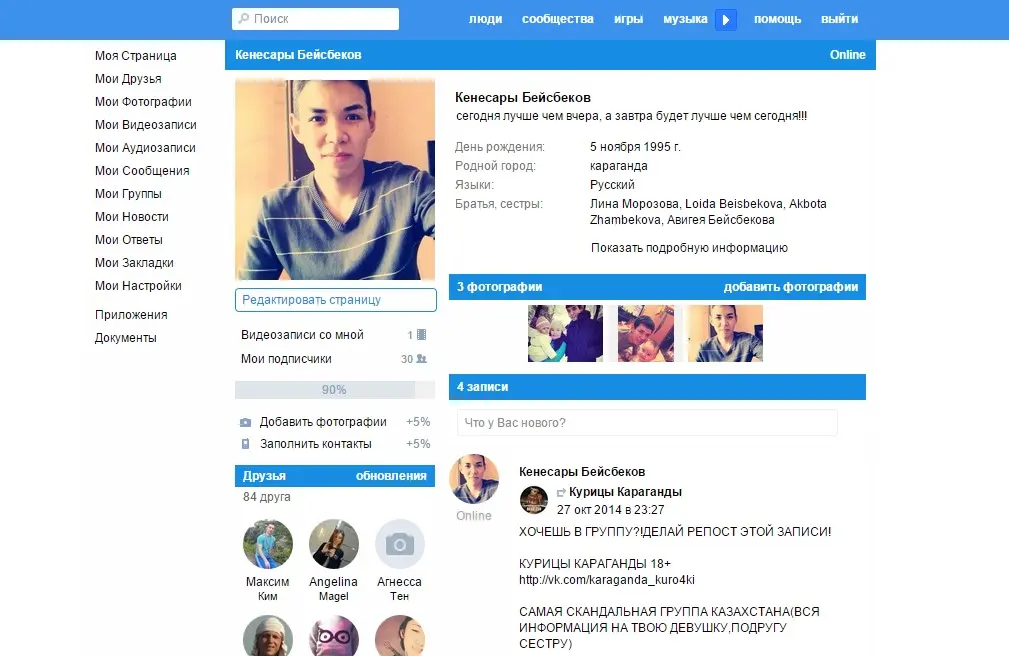 Поиск
люди сообщества игры музыка помощь выйти
Кенесары Бейсбеков Online
Моя Страница
Мои Друзья
Мои Фотографии
Мои Видеозаписи
Мои Аудиозаписи
Мои Сообщения
Мои Группы
Мои Новости
Мои Ответы
Мои Закладки
Мои Настройки
Приложения
Документы
Редактировать страницу
Видеозаписи со мной 1
Мои подписчики 30
90%
Добавить фотографии +5%
Заполнить контакты +5%
Друзья обновления
84 друга
Максим Ким
Angelina Magel
Агнесса Тен
Кенесары Бейсбеков
сегодня лучше чем вчера, а завтра будет лучше чем сегодня!!!
День рождения: 5 ноября 1995 г.
Родной город: караганда
Языки: Русский
Братья, сестры: Лина Морозова, Loida Beisbekova, Akbota
Zhambekova, Авигея Бейсбекова
Показать подробную информацию
3 фотографии добавить фотографии
4 записи
Что у Вас нового?
Кенесары Бейсбеков
Курицы Караганды
27 окт 2014 в 23:27
Online
ХОЧЕШЬ В ГРУППУ?!ДЕЛАЙ РЕПОСТ ЭТОЙ ЗАПИСИ!
КУРИЦЫ КАРАГАНДЫ 18+
http://vk.com/karaganda_kuro4ki
САМАЯ СКАНДАЛЬНАЯ ГРУППА КАЗАХСТАНА(ВСЯ
ИНФОРМАЦИЯ НА ТВОЮ ДЕВУШКУ,ПОДРУГУ
СЕСТРУ)